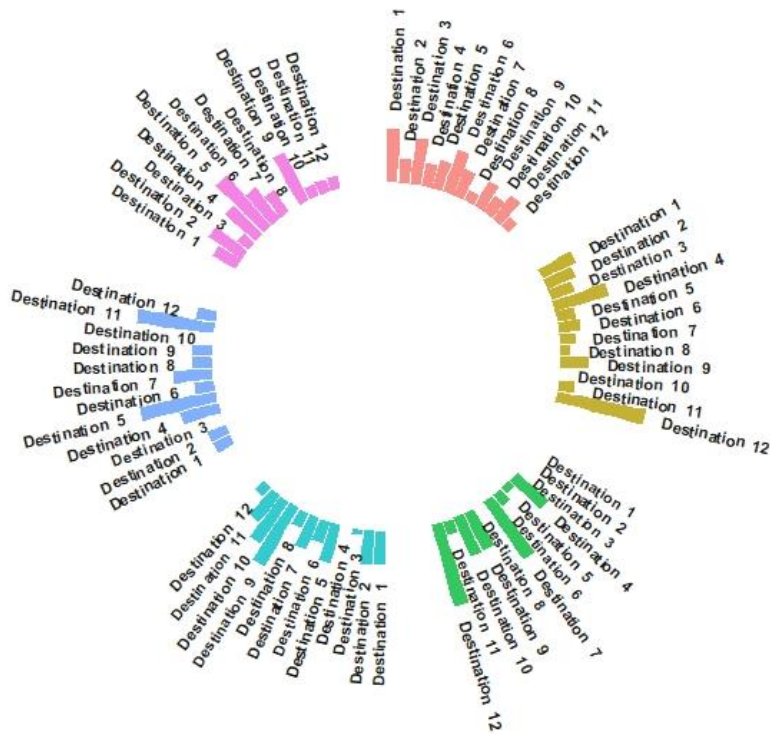 Destination 1
Destination 2
Destination 3
Destination 4
Destination 5
Destination 6
Destination 7
Destination 8
Destination 9
Destination 10
Destination 11
Destination 12
Destination 1
Destination 2
Destination 3
Destination 4
Destination 5
Destination 6
Destination 7
Destination 8
Destination 9
Destination 10
Destination 11
Destination 12
Destination 1
Destination 2
Destination 3
Destination 4
Destination 5
Destination 6
Destination 7
Destination 8
Destination 9
Destination 10
Destination 11
Destination 12
Destination 1
Destination 2
Destination 3
Destination 4
Destination 5
Destination 6
Destination 7
Destination 8
Destination 9
Destination 10
Destination 11
Destination 12
Destination 1
Destination 2
Destination 3
Destination 4
Destination 5
Destination 6
Destination 7
Destination 8
Destination 9
Destination 10
Destination 11
Destination 12
Destination 1
Destination 2
Destination 3
Destination 4
Destination 5
Destination 6
Destination 7
Destination 8
Destination 9
Destination 10
Destination 11
Destination 12